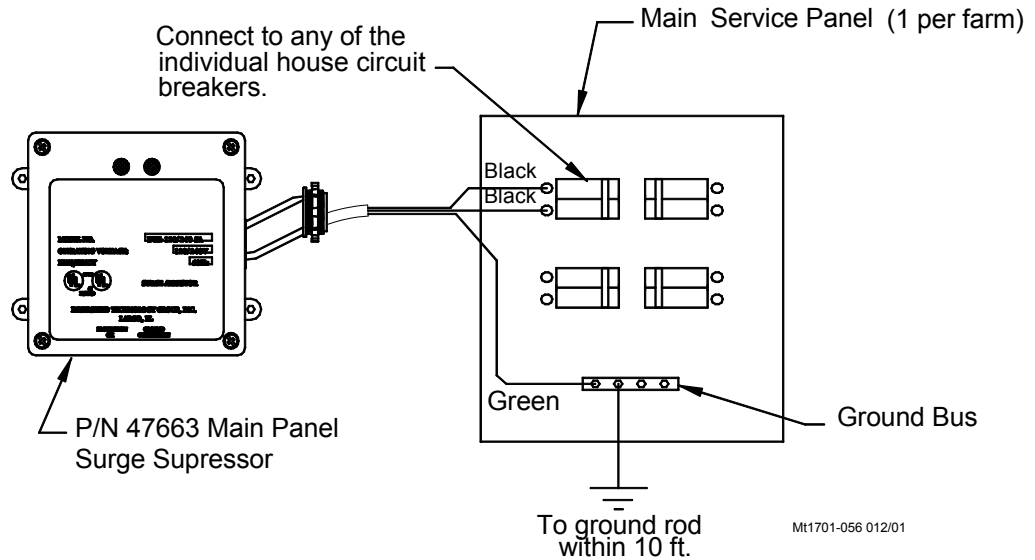 Main Service Panel (1 per farm)
Connect to any of the
individual house circuit
breakers.
Black
Black
Green
Ground Bus
P/N 47663 Main Panel
Surge Supressor
To ground rod
within 10 ft.
Mt1701-056 012/01